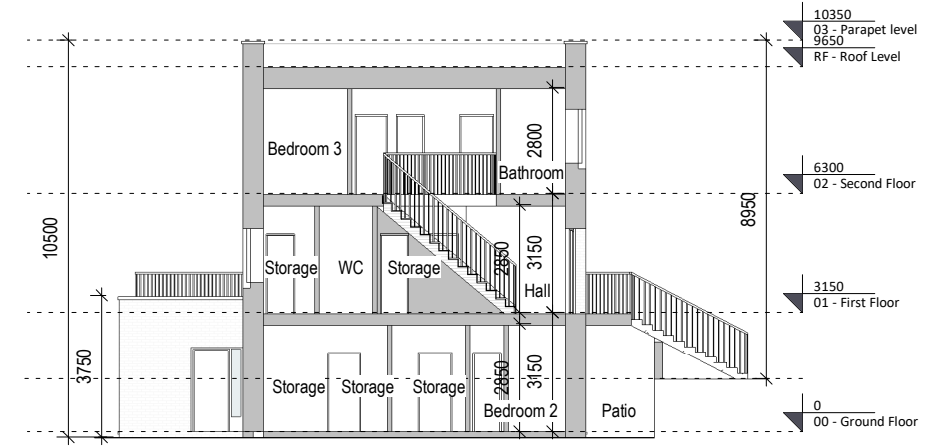 10350
03 - Parapet level
9650
RF - Roof Level
Bedroom 3
2800
Bathroom
6300
02 - Second Floor
10500
8950
Storage
WC
Storage
2850
3150
Hall
3150
01 - First Floor
3750
Storage
Storage
Storage
2850
3150
Bedroom 2
Patio
0
00 - Ground Floor